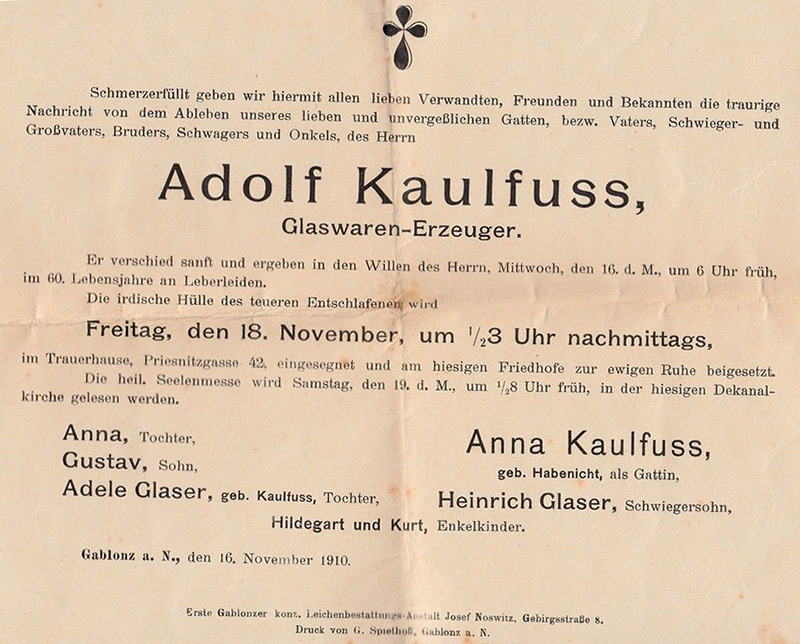 Schmerzerfüllt geben wir hiermit allen lieben Verwandten, Freunden und Bekannten die traurige
Nachricht von dem Ableben unseres lieben und unvergeßlichen Gatten, bezw. Vaters, Schwieger- und
Großvaters, Bruders, Schwagers und Onkels, des Herrn
Adolf Kaulfuss,
Glaswaren-Erzeuger.
Er verschied sanft und ergeben in den Willen des Herrn, Mittwoch, den 16. d. M., um 6 Uhr früh,
im 60. Lebensjahre an Leberleiden.
Die irdische Hülle des teueren Entschlafenen wird
Freitag, den 18. November, um ½3 Uhr nachmittags,
im Trauerhause, Priesnitzgasse 42, eingesegnet und am hiesigen Friedhofe zur ewigen Ruhe beigesetzt.
Die heil. Seelenmesse wird Samstag, den 19. d. M., um ½8 Uhr früh, in der hiesigen Dekanal-
kirche gelesen werden.
Anna, Tochter,
Gustav, Sohn,
Adele Glaser, geb. Kaulfuss, Tochter,
Anna Kaulfuss,
geb. Habenicht, als Gattin,
Heinrich Glaser, Schwiegersohn,
Hildegart und Kurt, Enkelkinder.
Gablonz a. N., den 16. November 1910.
Erste Gablonzer konz. Leichenbestattungs-Anstalt Josef Noswitz, Gebirgsstraße 8.
Druck von G. Spielhoff, Gablonz a. N.